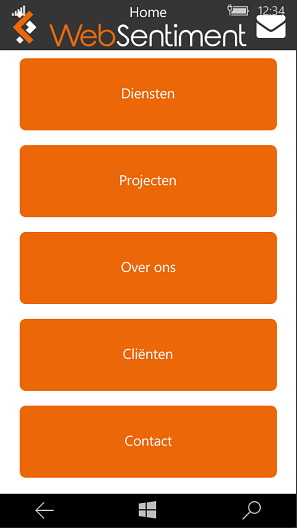 Home
12:34
WebSentiment
Diensten
Projecten
Over ons
Cliënten
Contact